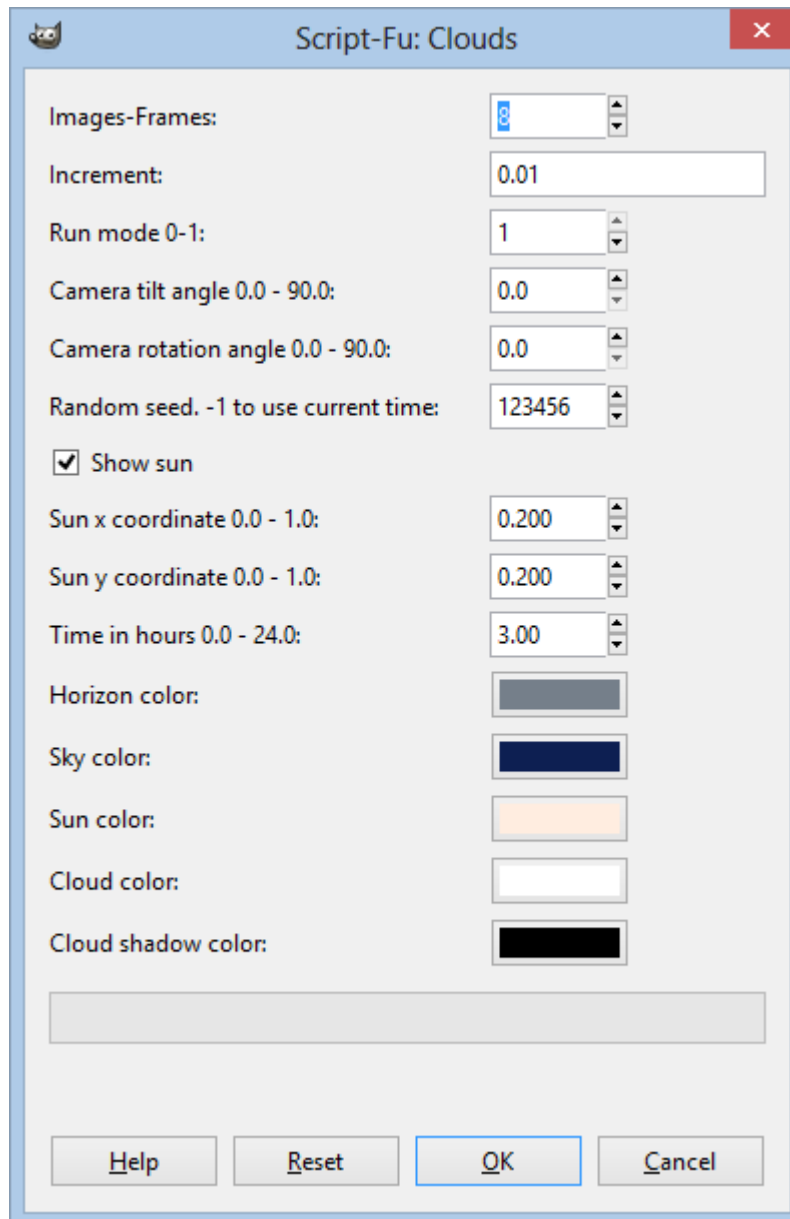 Script-Fu: Clouds
Images-Frames: 8
Increment: 0.01
Run mode 0-1: 1
Camera tilt angle 0.0 - 90.0: 0.0
Camera rotation angle 0.0 - 90.0: 0.0
Random seed. -1 to use current time: 123456
Show sun
Sun x coordinate 0.0 - 1.0: 0.200
Sun y coordinate 0.0 - 1.0: 0.200
Time in hours 0.0 - 24.0: 3.00
Horizon color:
Sky color:
Sun color:
Cloud color:
Cloud shadow color:
Help Reset OK Cancel